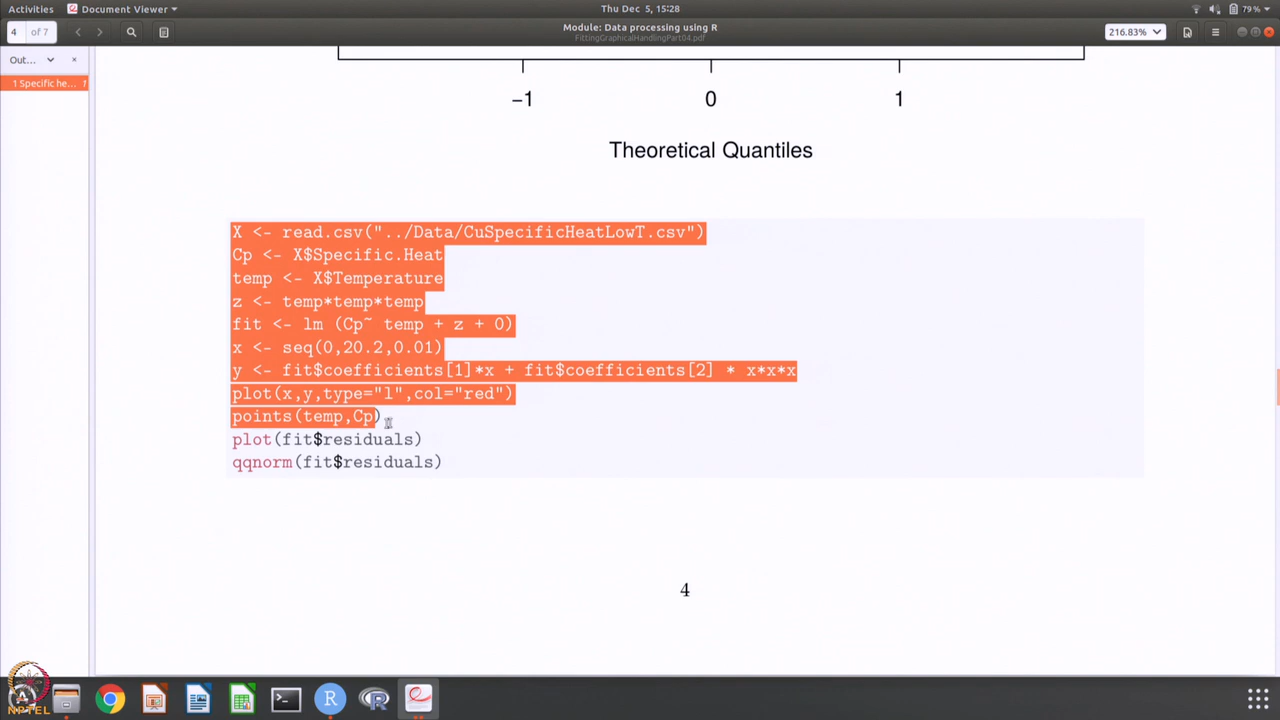 Activities
Document Viewer
Thu Dec 5, 15:28
79 %
4
of 7
Module: Data processing using R
FittingGraphicalHandlingPart04.pdf
216.83%
Out...
1 Specific he... 7
−1
0
1
Theoretical Quantiles
X <- read.csv("../Data/CuSpecificHeatLowT.csv")
Cp <- X$Specific.Heat
temp <- X$Temperature
z <- temp*temp*temp
fit <- lm (Cp~ temp + z + 0)
x <- seq(0,20.2,0.01)
y <- fit$coefficients[1]*x + fit$coefficients[2] * x*x*x
plot(x,y,type="l",col="red")
points(temp,Cp)
plot(fit$residuals)
qqnorm(fit$residuals)
4
NPTEL